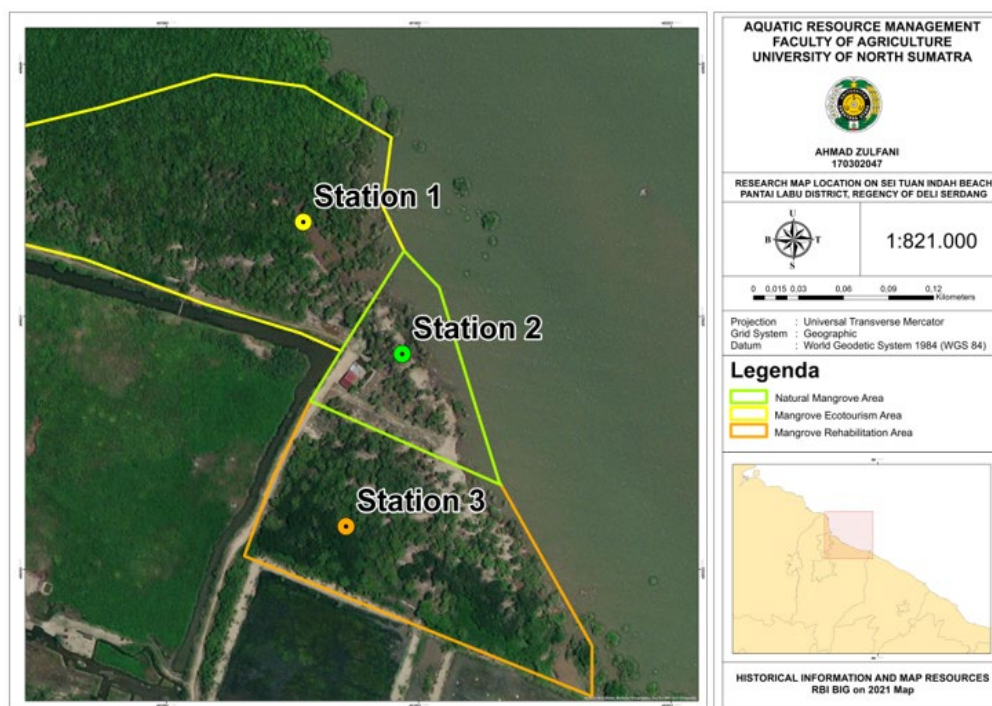 Station 1
Station 2
Station 3
AQUATIC RESOURCE MANAGEMENT
FACULTY OF AGRICULTURE
UNIVERSITY OF NORTH SUMATRA
AHMAD ZULFANI
170302047
RESEARCH MAP LOCATION ON SEI TUAN INDAH BEACH
PANTAI LABU DISTRICT, REGENCY OF DELI SERDANG
U
B T
S
1:821.000
0 0,015 0,03 0,06 0,09 0,12
Kilometers
Projection : Universal Transverse Mercator
Grid System : Geographic
Datum : World Geodetic System 1984 (WGS 84)
Legenda
Natural Mangrove Area
Mangrove Ecotourism Area
Mangrove Rehabilitation Area
HISTORICAL INFORMATION AND MAP RESOURCES
RBI BIG on 2021 Map